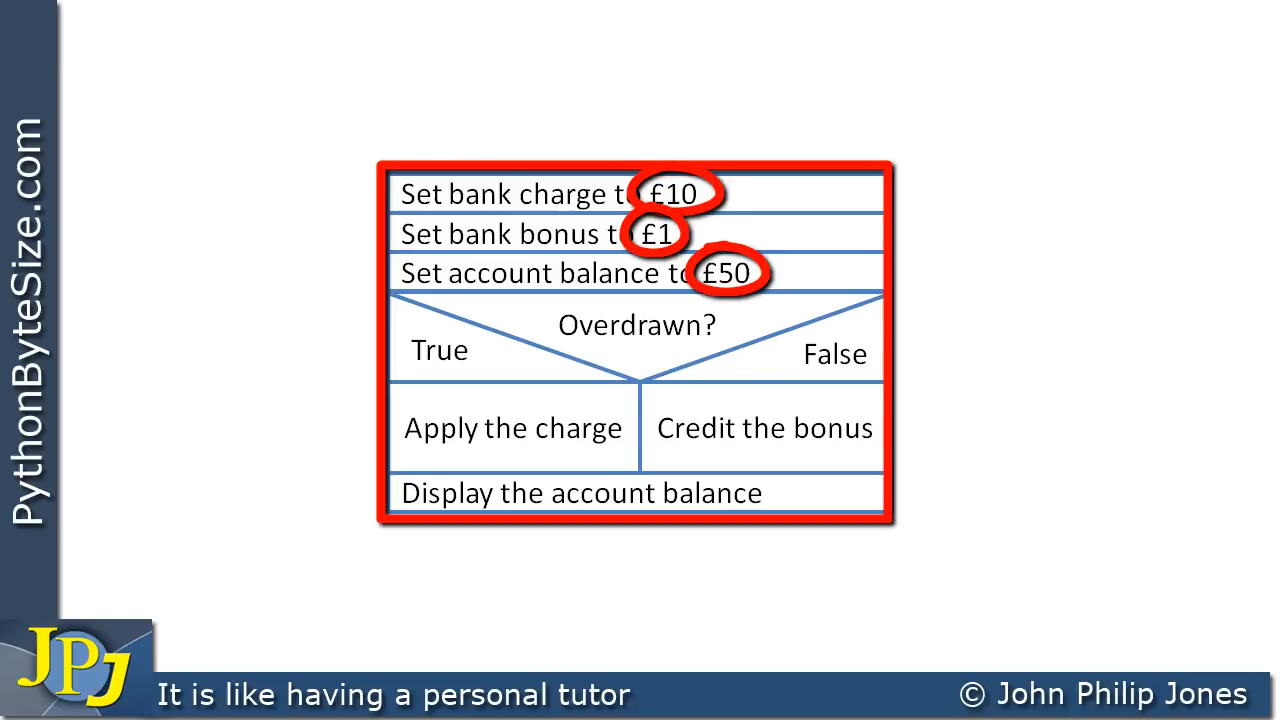 PythonByteSize.com
Set bank charge to £10
Set bank bonus to £1
Set account balance to £50
Overdrawn?
True
False
Apply the charge
Credit the bonus
Display the account balance
JPJ
It is like having a personal tutor
© John Philip Jones